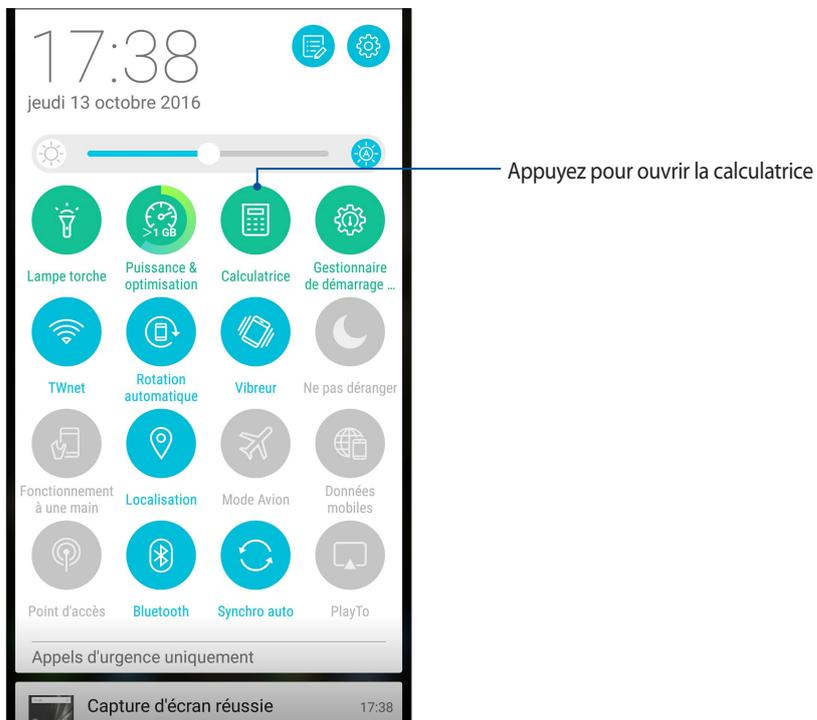 17:38
jeudi 13 octobre 2016
A
Appuyez pour ouvrir la calculatrice
>1 GB
Lampe torche
Puissance &
optimisation
Calculatrice
Gestionnaire
de démarrage ...
TWnet
Rotation
automatique
Vibreur
Ne pas déranger
Fonctionnement
à une main
Localisation
Mode Avion
Données
mobiles
Point d'accès
Bluetooth
Synchro auto
PlayTo
Appels d'urgence uniquement
Capture d'écran réussie
17:38